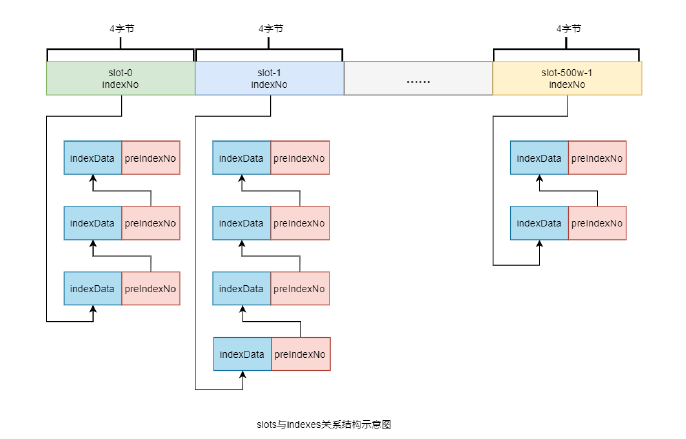 4字节
4字节
4字节
slot-0
indexNo
slot-1
indexNo
......
slot-500w-1
indexNo
indexData preIndexNo
indexData preIndexNo
indexData preIndexNo
indexData preIndexNo
indexData preIndexNo
indexData preIndexNo
indexData preIndexNo
indexData preIndexNo
indexData preIndexNo
slots与indexes关系结构示意图